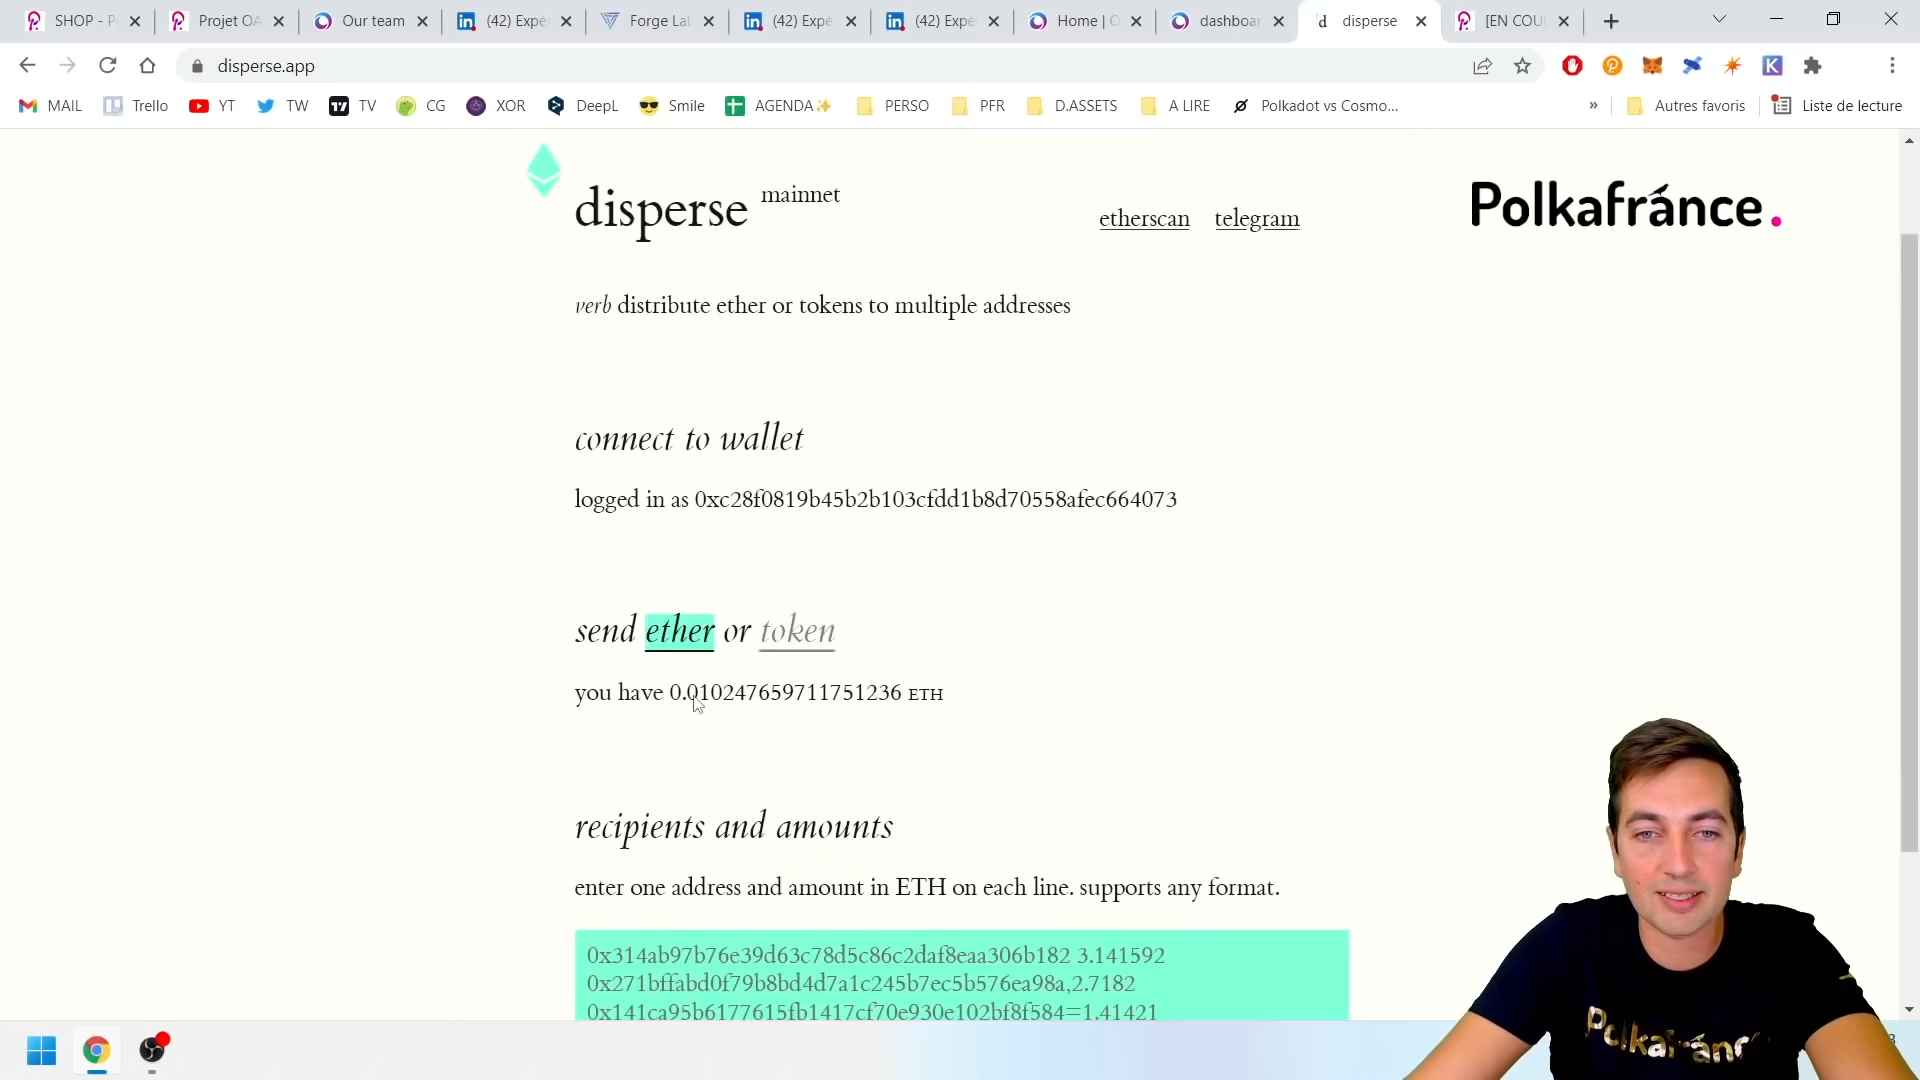 SHOP - P
Projet OA
Our team
(42) Expé
Forge La
(42) Expé
(42) Expé
Home | O
dashboar
disperse
[EN COU
disperse.app
MAIL
Trello
YT
TW
TV
CG
XOR
DeepL
Smile
AGENDA✨
PERSO
PFR
D.ASSETS
A LIRE
Polkadot vs Cosmo...
»
Autres favoris
Liste de lecture
disperse mainnet
etherscan telegram
Polkafránce.
verb distribute ether or tokens to multiple addresses
connect to wallet
logged in as 0xc28f0819b45b2b103cfdd1b8d70558afec664073
send ether or token
you have 0.010247659711751236 ETH
recipients and amounts
enter one address and amount in ETH on each line. supports any format.
0x314ab97b76e39d63c78d5c86c2daf8eaa306b182 3.141592
0x271bffabd0f79b8bd4d7a1c245b7ec5b576ea98a,2.7182
0x141ca95b6177615fb1417cf70e930e102bf8f584=1.41421
Polkafránc